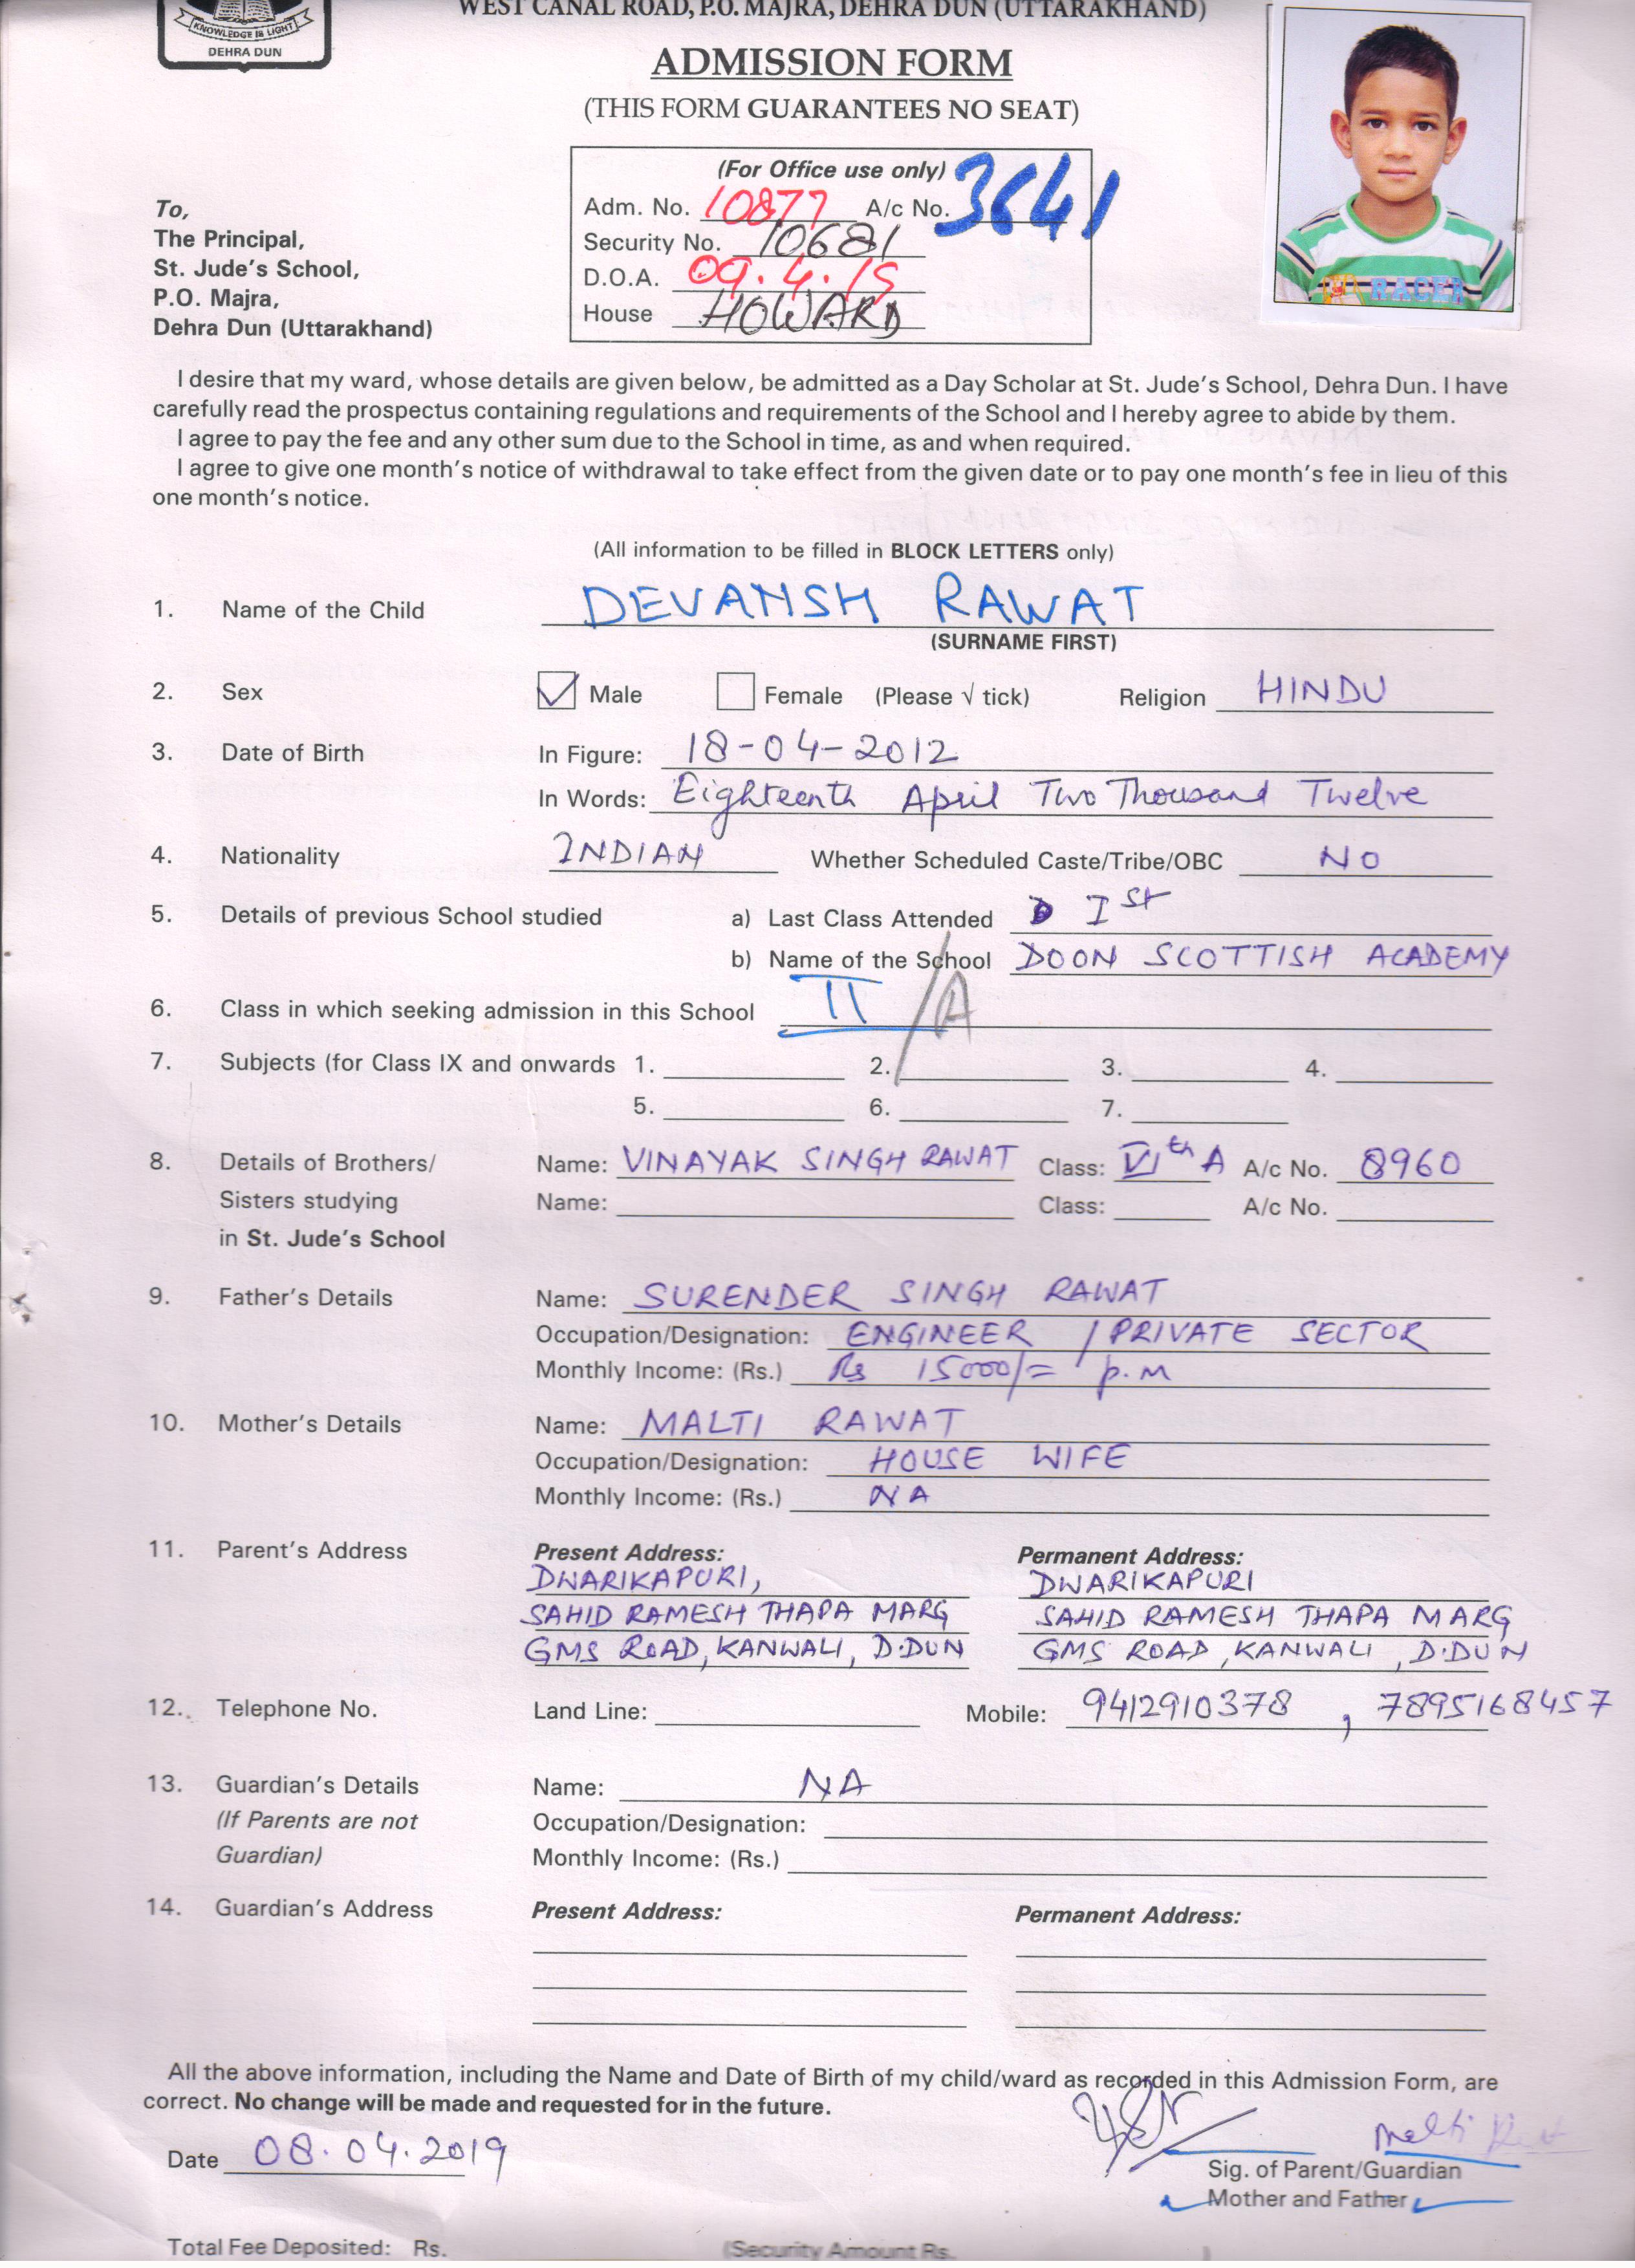 WEST CANAL ROAD, P.O. MAJRA, DEHRA DUN (UTTARAKHAND)
KNOWLEDGE IS LIGHT
DEHRA DUN
ADMISSION FORM
(THIS FORM GUARANTEES NO SEAT)
(For Office use only)
Adm. No. 10877 A/c No. 3641
Security No. 10681
D.O.A. 09.4.19
House HOWARD
To,
The Principal,
St. Jude's School,
P.O. Majra,
Dehra Dun (Uttarakhand)
RACER
I desire that my ward, whose details are given below, be admitted as a Day Scholar at St. Jude's School, Dehra Dun. I have
carefully read the prospectus containing regulations and requirements of the School and I hereby agree to abide by them.
I agree to pay the fee and any other sum due to the School in time, as and when required.
I agree to give one month's notice of withdrawal to take effect from the given date or to pay one month's fee in lieu of this
one month's notice.
(All information to be filled in BLOCK LETTERS only)
1. Name of the Child DEVANSH RAWAT
(SURNAME FIRST)
2. Sex Male Female (Please √ tick) Religion HINDU
3. Date of Birth In Figure: 18-04-2012
In Words: Eighteenth April Two Thousand Twelve
4. Nationality INDIAN Whether Scheduled Caste/Tribe/OBC NO
5. Details of previous School studied a) Last Class Attended Ist
b) Name of the School DOON SCOTTISH ACADEMY
6. Class in which seeking admission in this School II /A
7. Subjects (for Class IX and onwards 1. 2. 3. 4.
5. 6. 7.
8. Details of Brothers/ Name: VINAYAK SINGH RAWAT Class: VIth A A/c No. 8960
Sisters studying Name: Class: A/c No.
in St. Jude's School
9. Father's Details Name: SURENDER SINGH RAWAT
Occupation/Designation: ENGINEER / PRIVATE SECTOR
Monthly Income: (Rs.) Rs 15000/= p.m
10. Mother's Details Name: MALTI RAWAT
Occupation/Designation: HOUSE WIFE
Monthly Income: (Rs.) NA
11. Parent's Address Present Address: Permanent Address:
DWARIKAPURI, DWARIKAPURI
SAHID RAMESH THAPA MARG SAHID RAMESH THAPA MARG
GMS ROAD, KANWALI, D.DUN GMS ROAD, KANWALI, D.DUN
12. Telephone No. Land Line: Mobile: 9412910378, 7895168457
13. Guardian's Details Name: NA
(If Parents are not Occupation/Designation:
Guardian) Monthly Income: (Rs.)
14. Guardian's Address Present Address: Permanent Address:
All the above information, including the Name and Date of Birth of my child/ward as recorded in this Admission Form, are
correct. No change will be made and requested for in the future.
Date 08.04.2019 Malti
Sig. of Parent/Guardian
Mother and Father
Total Fee Deposited: Rs. (Security Amount Rs. )